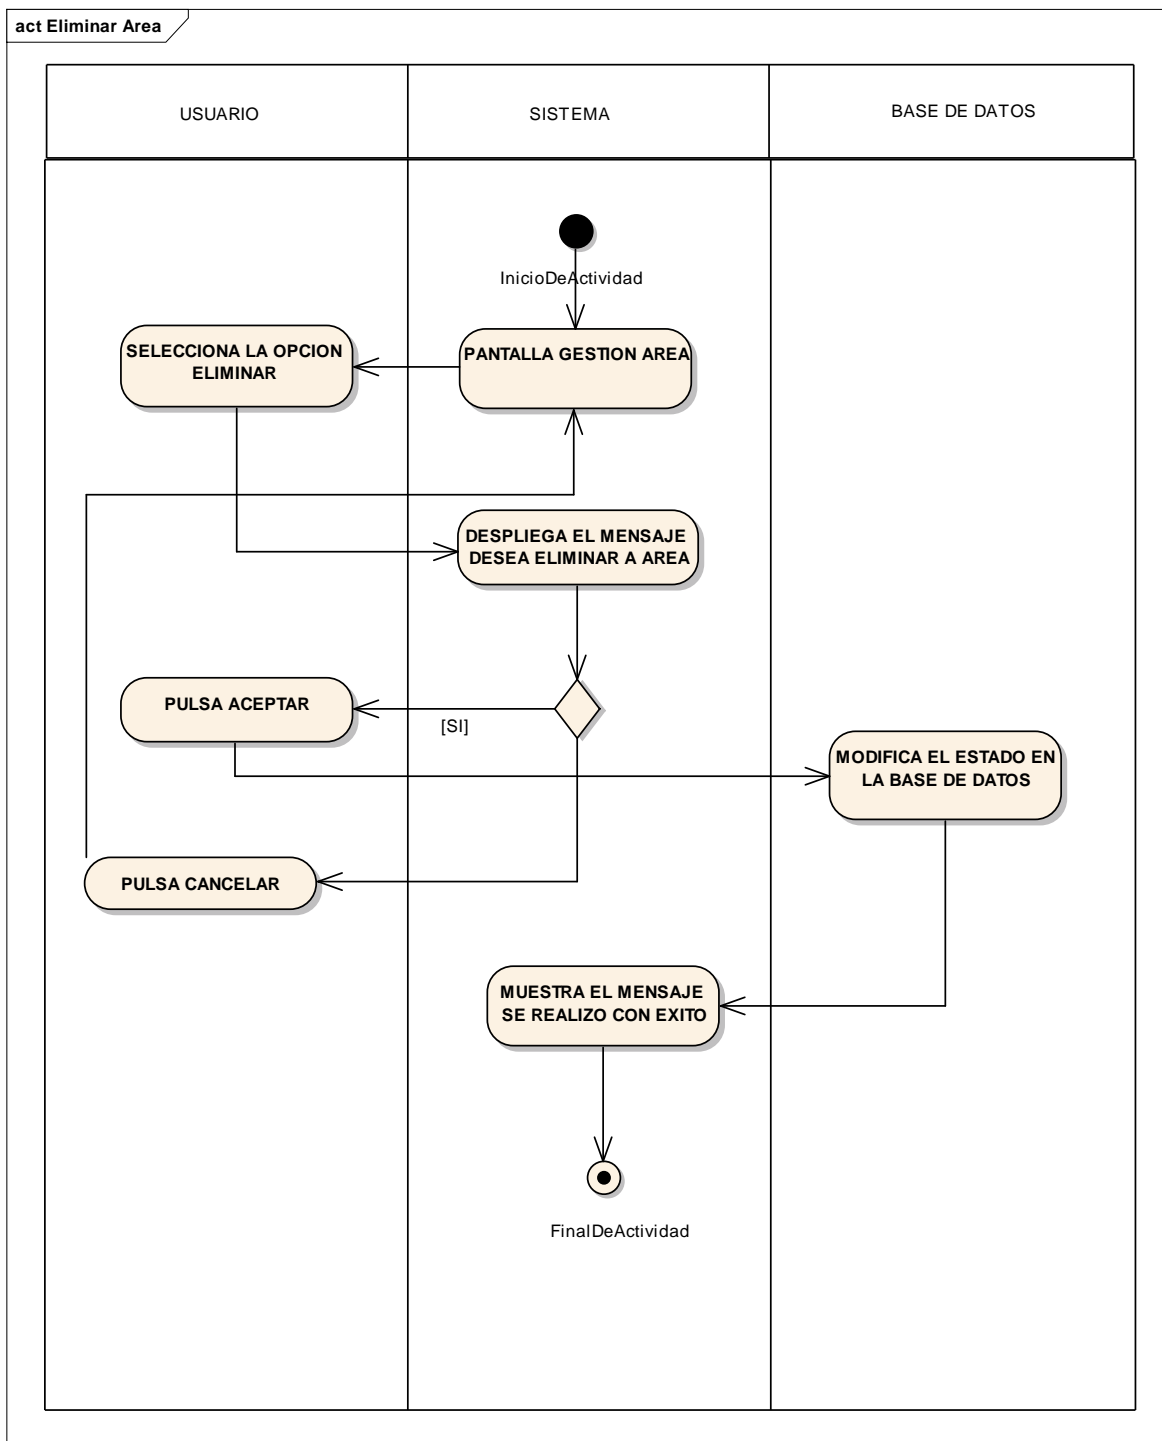 act Eliminar Area
USUARIO
SISTEMA
BASE DE DATOS
InicioDeActividad
SELECCIONA LA OPCION
ELIMINAR
PANTALLA GESTION AREA
DESPLIEGA EL MENSAJE
DESEA ELIMINAR A AREA
PULSA ACEPTAR
[SI]
MODIFICA EL ESTADO EN
LA BASE DE DATOS
PULSA CANCELAR
MUESTRA EL MENSAJE
SE REALIZO CON EXITO
FinalDeActividad